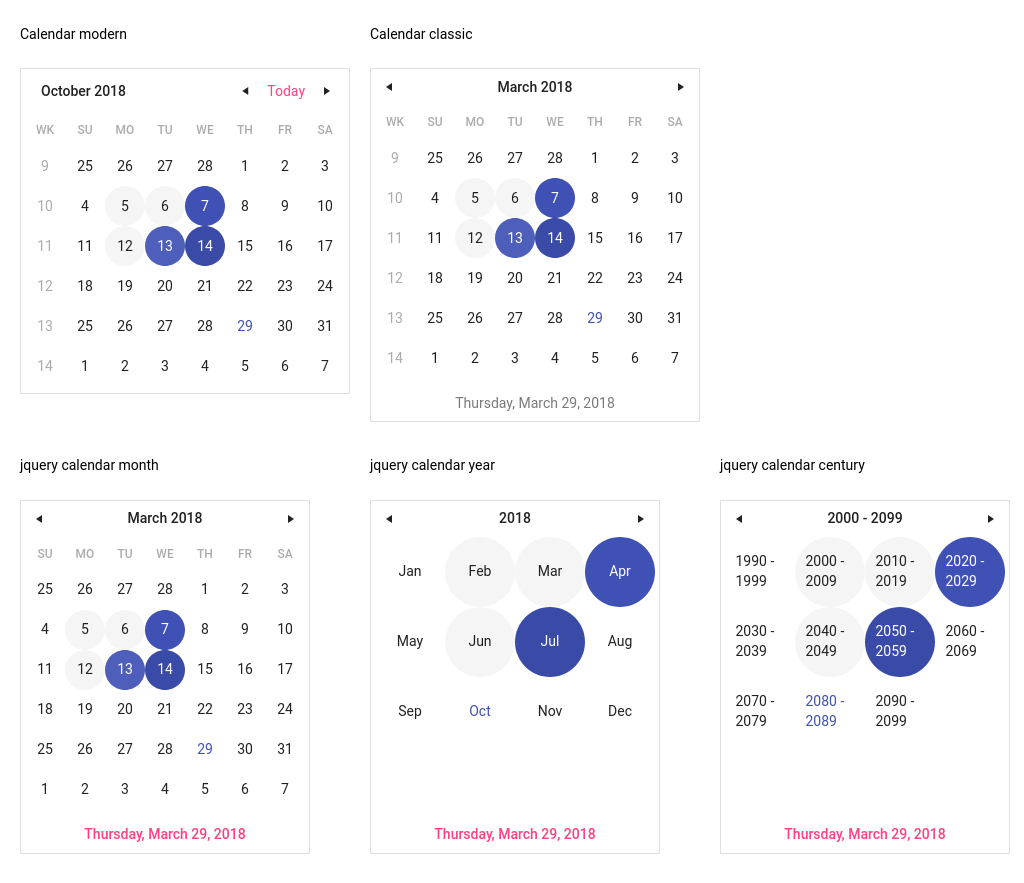 Calendar modern
October 2018 Today
WK SU MO TU WE TH FR SA
9 25 26 27 28 1 2 3
10 4 5 6 7 8 9 10
11 11 12 13 14 15 16 17
12 18 19 20 21 22 23 24
13 25 26 27 28 29 30 31
14 1 2 3 4 5 6 7
Calendar classic
March 2018
WK SU MO TU WE TH FR SA
9 25 26 27 28 1 2 3
10 4 5 6 7 8 9 10
11 11 12 13 14 15 16 17
12 18 19 20 21 22 23 24
13 25 26 27 28 29 30 31
14 1 2 3 4 5 6 7
Thursday, March 29, 2018
jquery calendar month
March 2018
SU MO TU WE TH FR SA
25 26 27 28 1 2 3
4 5 6 7 8 9 10
11 12 13 14 15 16 17
18 19 20 21 22 23 24
25 26 27 28 29 30 31
1 2 3 4 5 6 7
Thursday, March 29, 2018
jquery calendar year
2018
Jan Feb Mar Apr
May Jun Jul Aug
Sep Oct Nov Dec
Thursday, March 29, 2018
jquery calendar century
2000 - 2099
1990 - 2000 - 2010 - 2020 -
1999 2009 2019 2029
2030 - 2040 - 2050 - 2060 -
2039 2049 2059 2069
2070 - 2080 - 2090 -
2079 2089 2099
Thursday, March 29, 2018